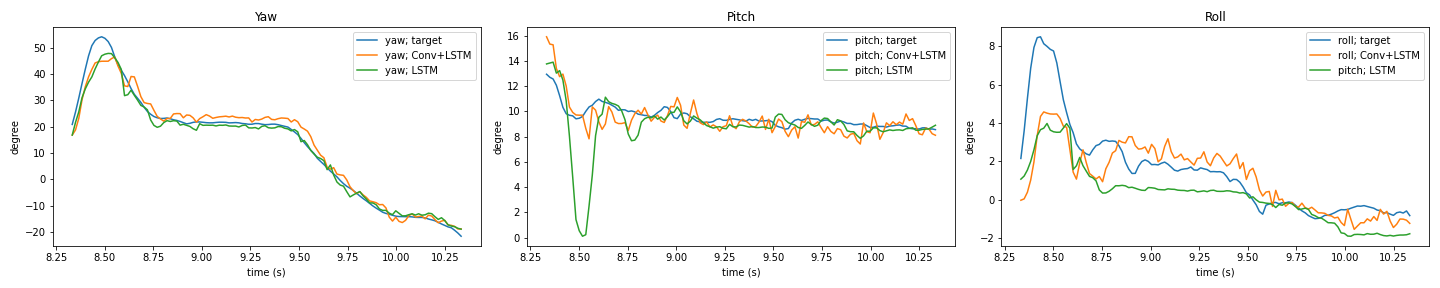 Yaw
degree
50
40
30
20
10
0
−10
−20
yaw; target
yaw; Conv+LSTM
yaw; LSTM
8.25 8.50 8.75 9.00 9.25 9.50 9.75 10.00 10.25
time (s)
Pitch
degree
16
14
12
10
8
6
4
2
0
pitch; target
pitch; Conv+LSTM
pitch; LSTM
8.25 8.50 8.75 9.00 9.25 9.50 9.75 10.00 10.25
time (s)
Roll
degree
8
6
4
2
0
−2
roll; target
roll; Conv+LSTM
pitch; LSTM
8.25 8.50 8.75 9.00 9.25 9.50 9.75 10.00 10.25
time (s)